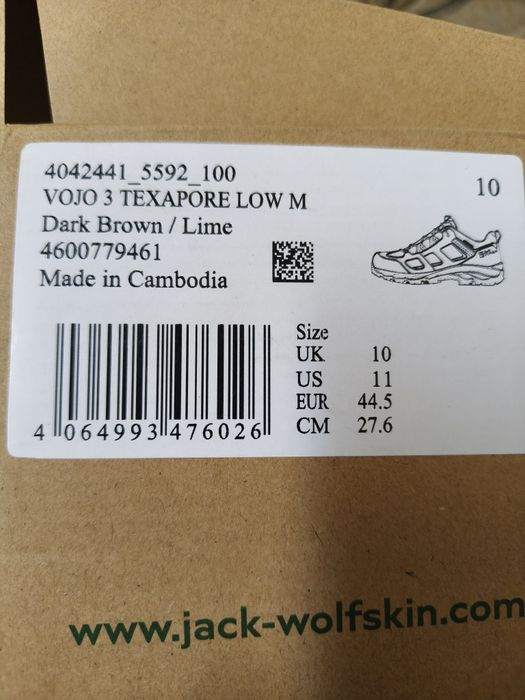 4042441_5592_100
VOJO 3 TEXAPORE LOW M
Dark Brown / Lime
4600779461
Made in Cambodia
10
Size
UK 10
US 11
EUR 44.5
CM 27.6
4 064993 476026
www.jack-wolfskin.com